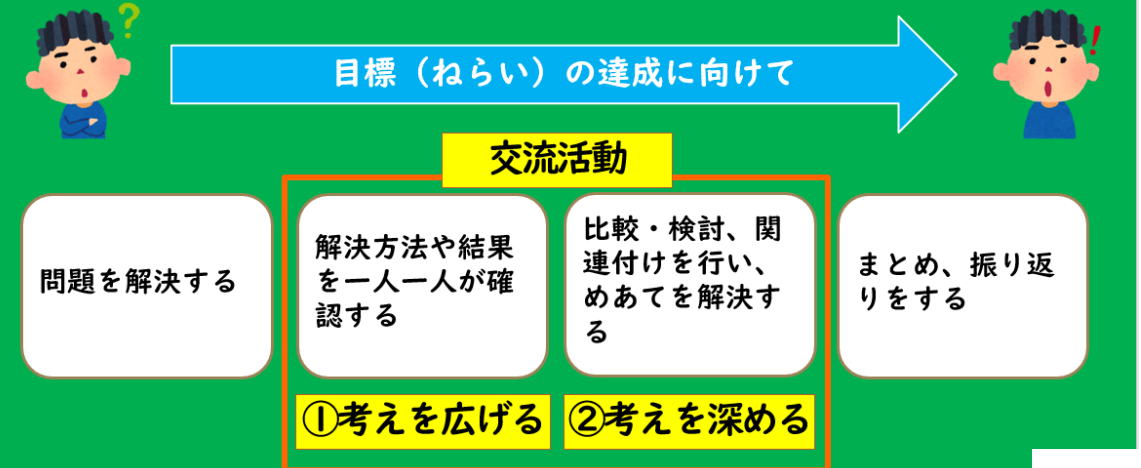 ?
!
目標（ねらい）の達成に向けて
交流活動
問題を解決する
解決方法や結果
を一人一人が確
認する
比較・検討、関
連付けを行い、
めあてを解決す
る
まとめ、振り返
りをする
①考えを広げる
②考えを深める